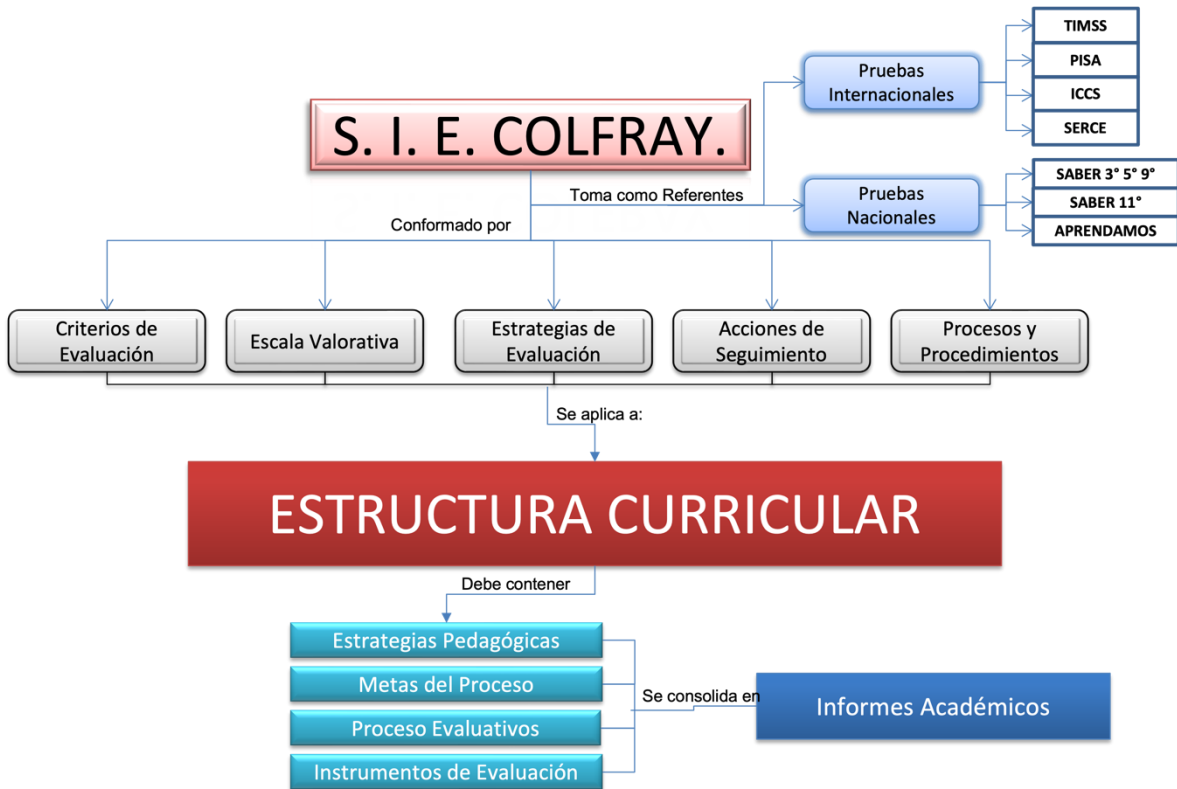 S. I. E. COLFRAY.
Toma como Referentes
Pruebas
Internacionales
TIMSS
PISA
ICCS
SERCE
Pruebas
Nacionales
SABER 3° 5° 9°
SABER 11°
APRENDAMOS
Conformado por
Criterios de
Evaluación
Escala Valorativa
Estrategias de
Evaluación
Acciones de
Seguimiento
Procesos y
Procedimientos
Se aplica a:
ESTRUCTURA CURRICULAR
Debe contener
Estrategias Pedagógicas
Metas del Proceso
Proceso Evaluativos
Instrumentos de Evaluación
Se consolida en
Informes Académicos